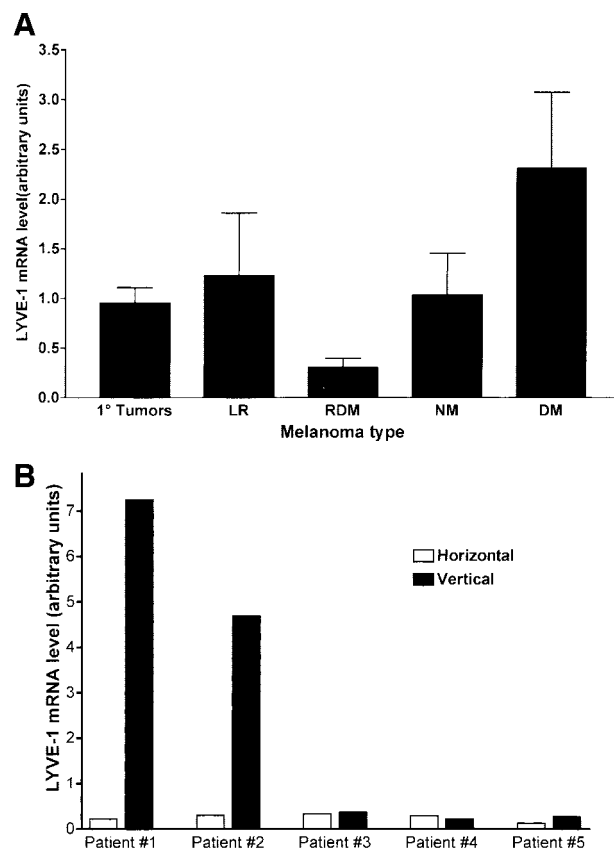 A
LYVE-1 mRNA level(arbitrary units)
3.5
3.0
2.5
2.0
1.5
1.0
0.5
0.0
1° Tumors LR RDM NM DM
Melanoma type
B
LYVE-1 mRNA level (arbitrary units)
7
6
5
4
3
2
1
0
Horizontal
Vertical
Patient #1 Patient #2 Patient #3 Patient #4 Patient #5